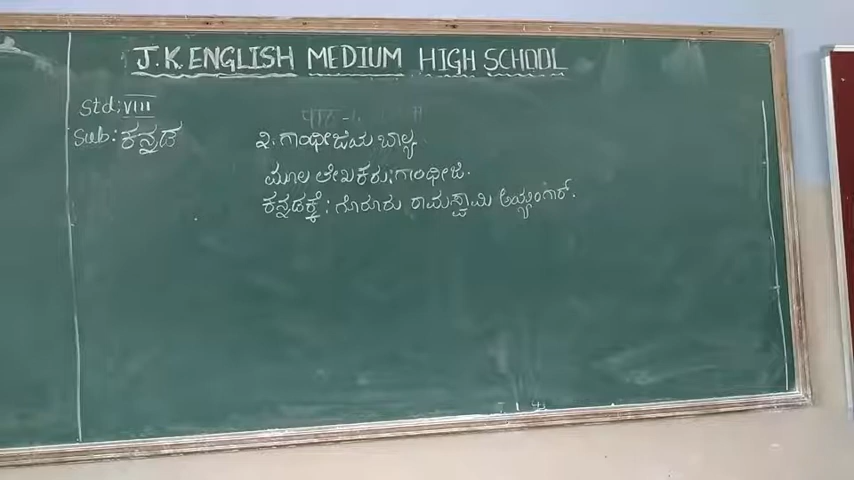 J.K.ENGLISH MEDIUM HIGH SCHOOL
Std: VIII
Sub: ಕನ್ನಡ
೨. ಗಾಂಧೀಜಿಯ ಬಾಲ್ಯ
ಮೂಲ ಲೇಖಕರು: ಗಾಂಧೀಜಿ.
ಕನ್ನಡಕ್ಕೆ: ಗೊರೂರು ರಾಮಸ್ವಾಮಿ ಅಯ್ಯಂಗಾರ್.